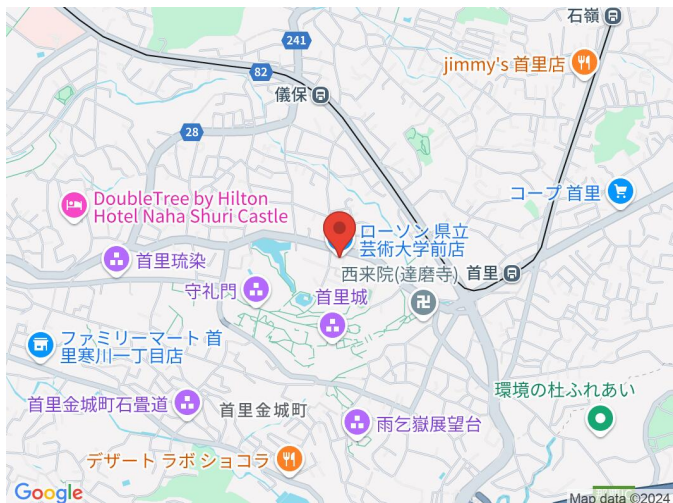 石嶺
241
jimmy's 首里店
82
儀保
28
DoubleTree by Hilton
Hotel Naha Shuri Castle
コープ 首里
ローソン 県立
芸術大学前店
首里琉染
西来院(達磨寺)
首里
守礼門
首里城
ファミリーマート 首
里寒川一丁目店
環境の杜ふれあい
首里金城町石畳道
首里金城町
雨乞嶽展望台
デザート ラボ ショコラ
Google
Map data ©2024